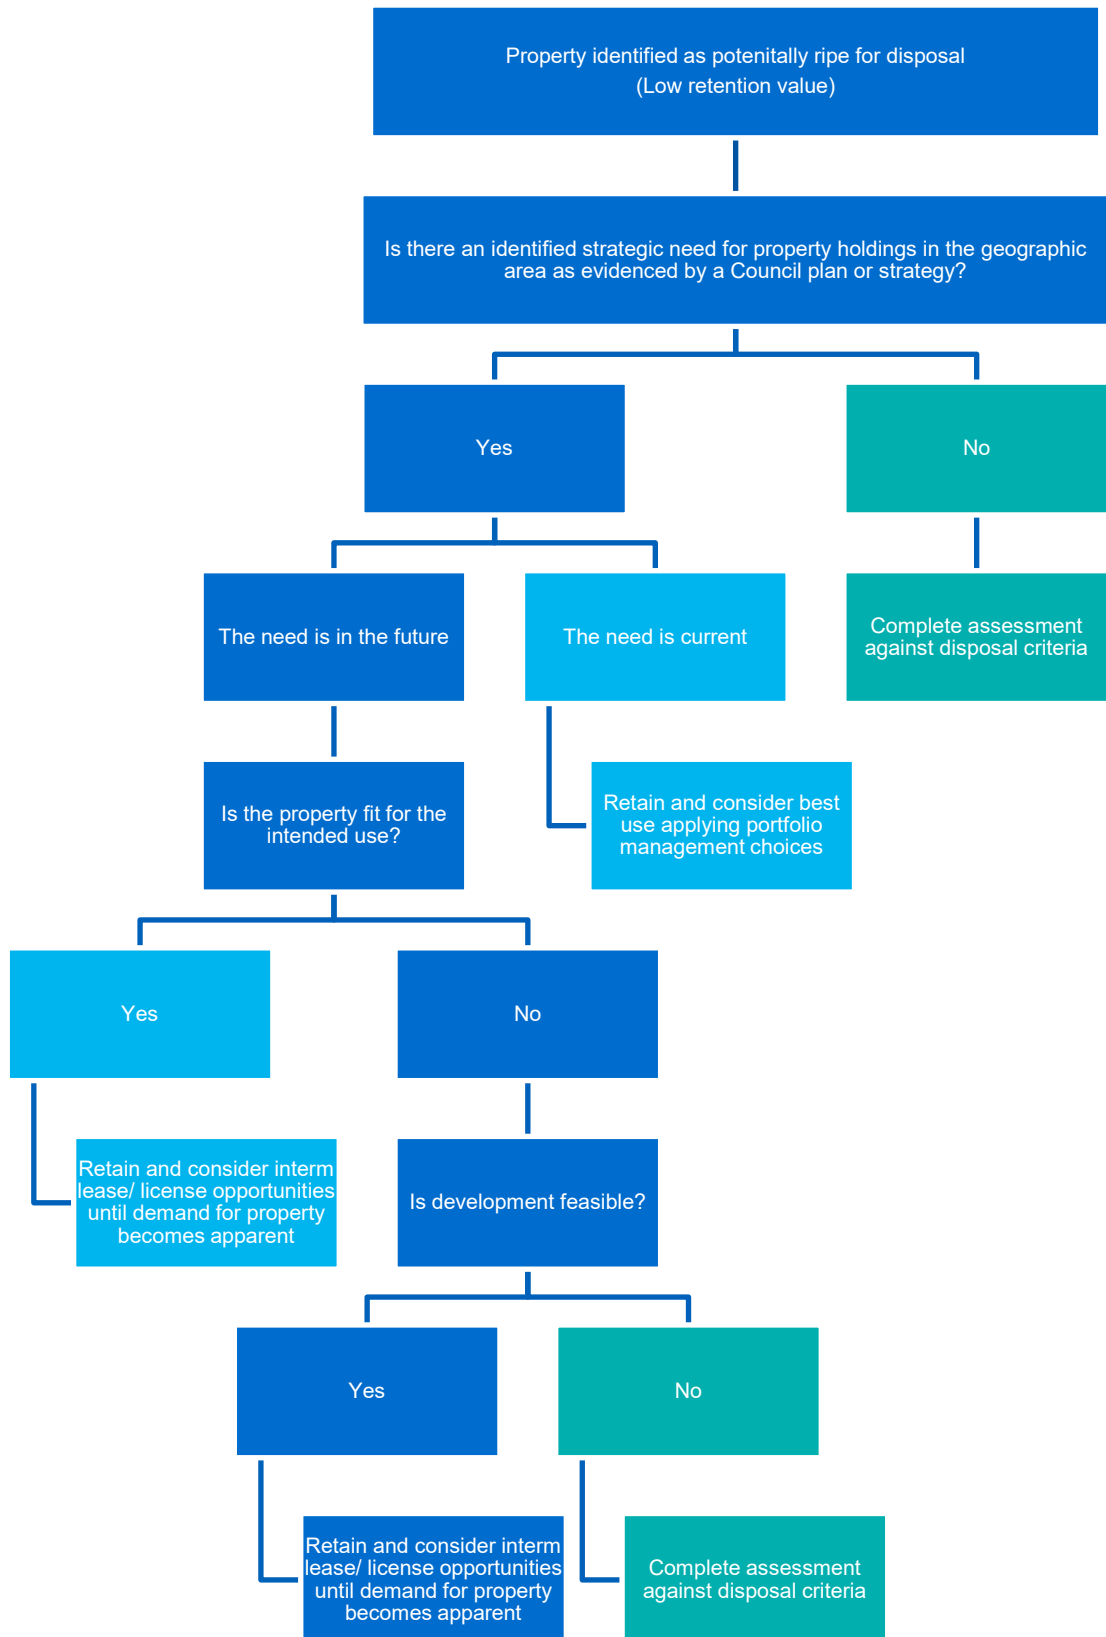 Property identified as potenitally ripe for disposal
(Low retention value)
Is there an identified strategic need for property holdings in the geographic
area as evidenced by a Council plan or strategy?
Yes
No
The need is in the future
The need is current
Complete assessment
against disposal criteria
Is the property fit for the
intended use?
Retain and consider best
use applying portfolio
management choices
Yes
No
Retain and consider interm
lease/ license opportunities
until demand for property
becomes apparent
Is development feasible?
Yes
No
Retain and consider interm
lease/ license opportunities
until demand for property
becomes apparent
Complete assessment
against disposal criteria